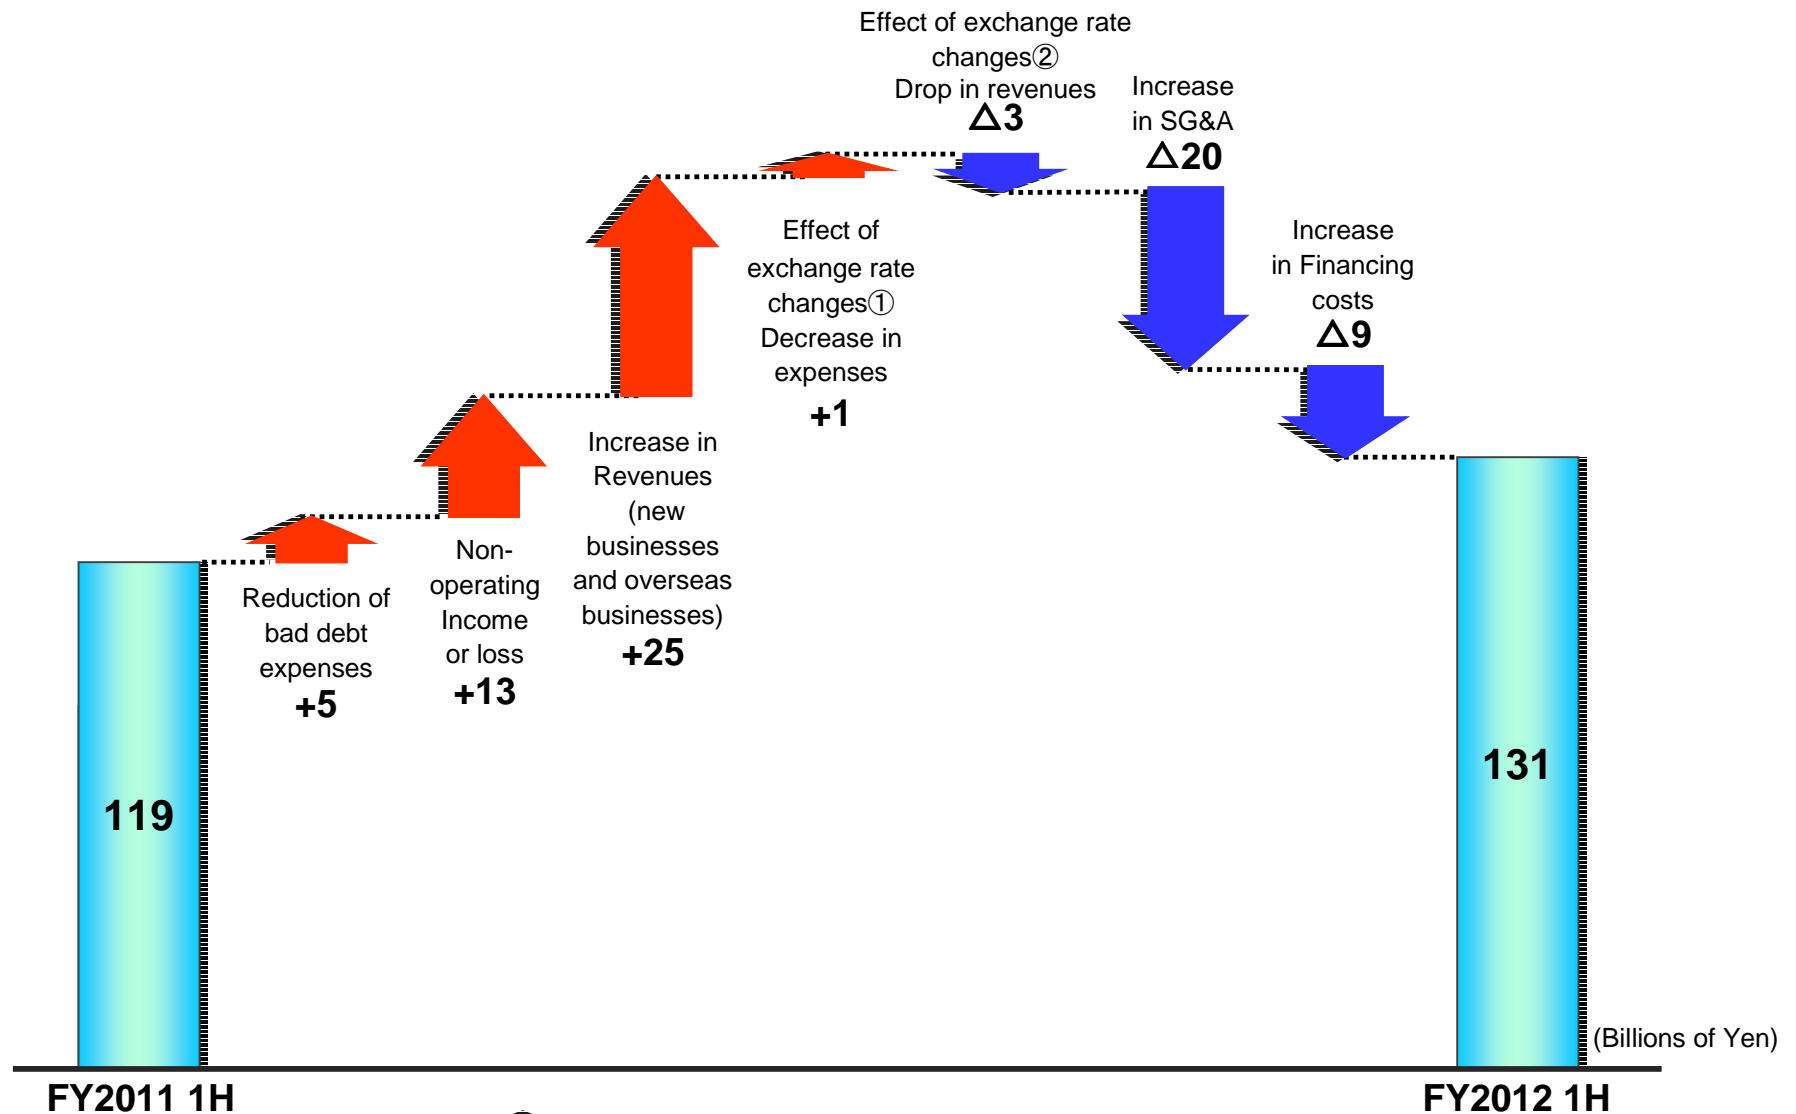 Effect of exchange rate
changes②
Drop in revenues
△3
Increase
in SG&A
△20
Increase
in Financing
costs
△9
Effect of
exchange rate
changes①
Decrease in
expenses
+1
Increase in
Revenues
(new
businesses
and overseas
businesses)
+25
Non-
operating
Income
or loss
+13
Reduction of
bad debt
expenses
+5
119
131
(Billions of Yen)
FY2011 1H
FY2012 1H